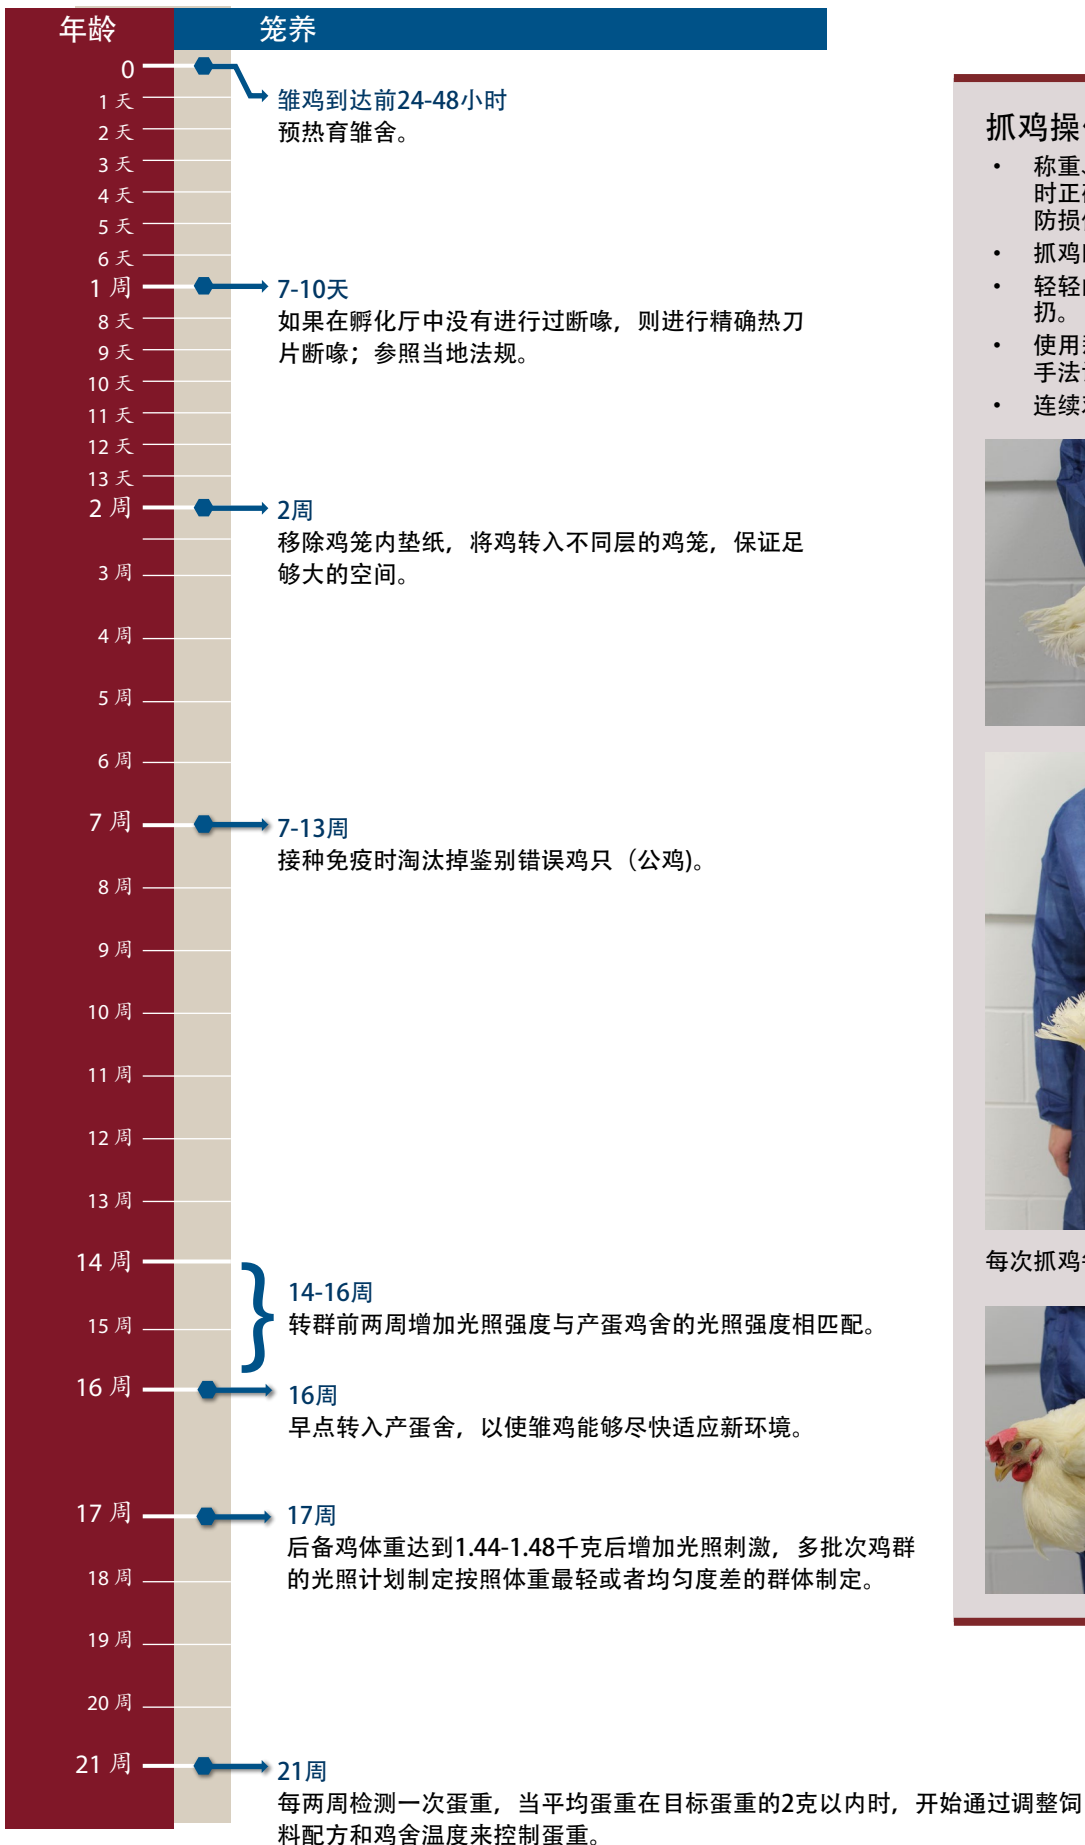 年龄
笼养
0
1 天
2 天
3 天
4 天
5 天
6 天
1 周
8 天
9 天
10 天
11 天
12 天
13 天
2 周
3 周
4 周
5 周
6 周
7 周
8 周
9 周
10 周
11 周
12 周
13 周
14 周
15 周
16 周
17 周
18 周
19 周
20 周
21 周
雏鸡到达前24-48小时
预热育雏舍。
7-10天
如果在孵化厅中没有进行过断喙，则进行精确热刀
片断喙；参照当地法规。
2周
移除鸡笼内垫纸，将鸡转入不同层的鸡笼，保证足
够大的空间。
7-13周
接种免疫时淘汰掉鉴别错误鸡只（公鸡)。
14-16周
转群前两周增加光照强度与产蛋鸡舍的光照强度相匹配。
16周
早点转入产蛋舍，以使雏鸡能够尽快适应新环境。
17周
后备鸡体重达到1.44-1.48千克后增加光照刺激，多批次鸡群
的光照计划制定按照体重最轻或者均匀度差的群体制定。
21周
每两周检测一次蛋重，当平均蛋重在目标蛋重的2克以内时，开始通过调整饲
料配方和鸡舍温度来控制蛋重。
抓鸡操
• 称重、
时正
防损
• 抓鸡
• 轻轻
扔。
• 使用
手法
• 连续
每次抓鸡